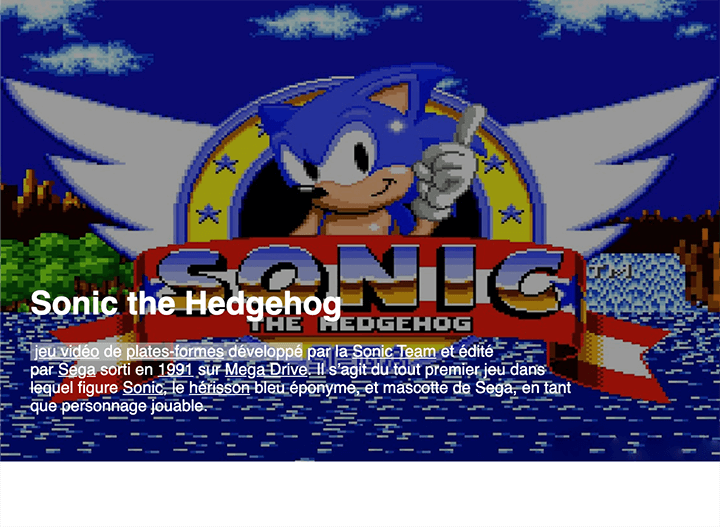 SONIC
TM
THE HEDGEHOG
Sonic the Hedgehog
jeu vidéo de plates-formes développé par la Sonic Team et édité
par Sega sorti en 1991 sur Mega Drive. Il s'agit du tout premier jeu dans
lequel figure Sonic, le hérisson bleu éponyme, et mascotte de Sega, en tant
que personnage jouable.